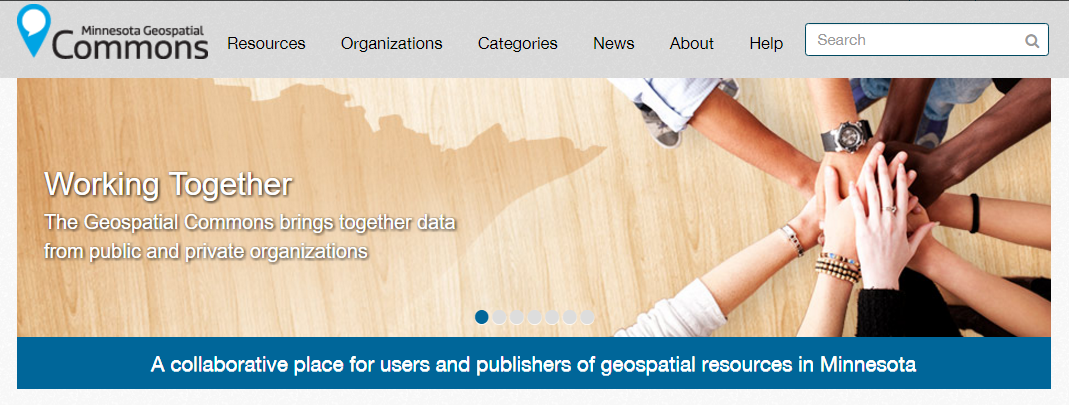 Minnesota Geospatial
Commons
Resources
Organizations
Categories
News
About
Help
Search
Working Together
The Geospatial Commons brings together data
from public and private organizations
A collaborative place for users and publishers of geospatial resources in Minnesota